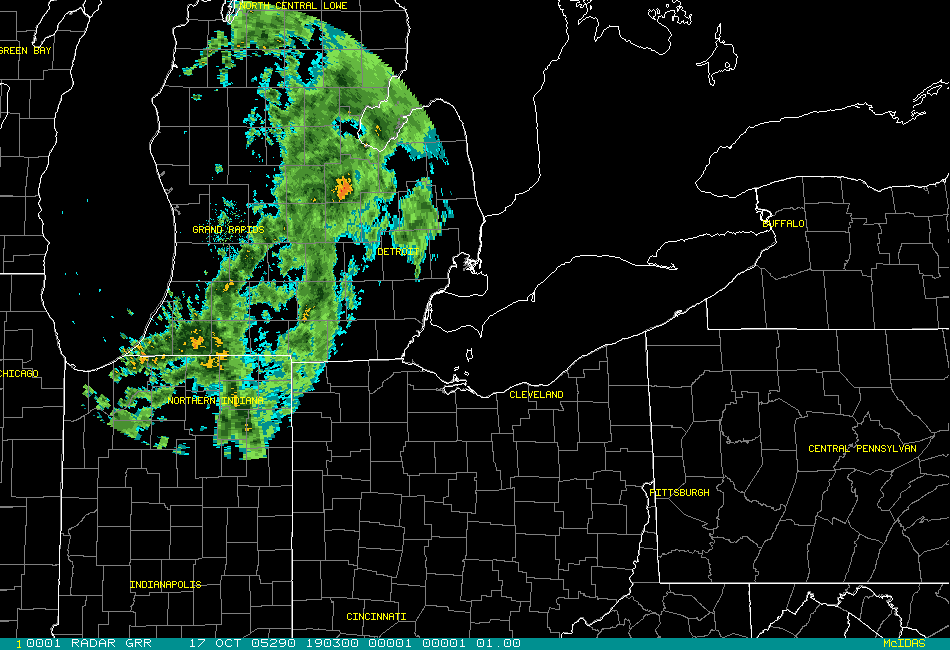 NORTH CENTRAL LOWE
GREEN BAY
BUFFALO
GRAND RAPIDS
DETROIT
CHICAGO
CLEVELAND
NORTHERN INDIANA
CENTRAL PENNSYLVAN
PITTSBURGH
INDIANAPOLIS
CINCINNATI
10001 RADAR GRR 17 OCT 05290 190300 00001 00001 01.00 McIDAS